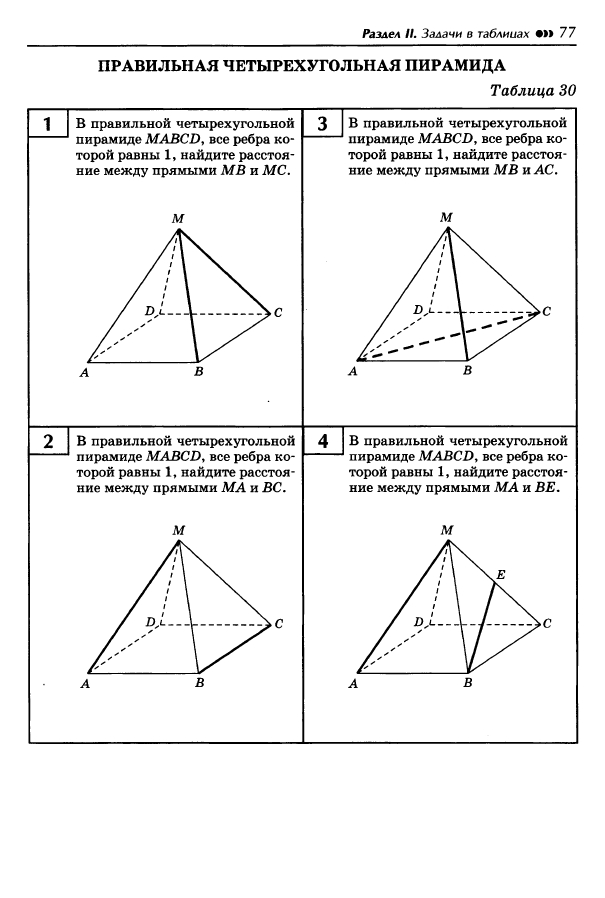 Раздел II. Задачи в таблицах 77
ПРАВИЛЬНАЯ ЧЕТЫРЕХУГОЛЬНАЯ ПИРАМИДА
Таблица 30
1
В правильной четырехугольной
пирамиде MABCD, все ребра ко-
торой равны 1, найдите расстоя-
ние между прямыми MB и MC.
M
D
C
A
B
2
В правильной четырехугольной
пирамиде MABCD, все ребра ко-
торой равны 1, найдите расстоя-
ние между прямыми MA и BC.
M
D
C
A
B
3
В правильной четырехугольной
пирамиде MABCD, все ребра ко-
торой равны 1, найдите расстоя-
ние между прямыми MB и AC.
M
D
C
A
B
4
В правильной четырехугольной
пирамиде MABCD, все ребра ко-
торой равны 1, найдите расстоя-
ние между прямыми MA и BE.
M
E
D
C
A
B